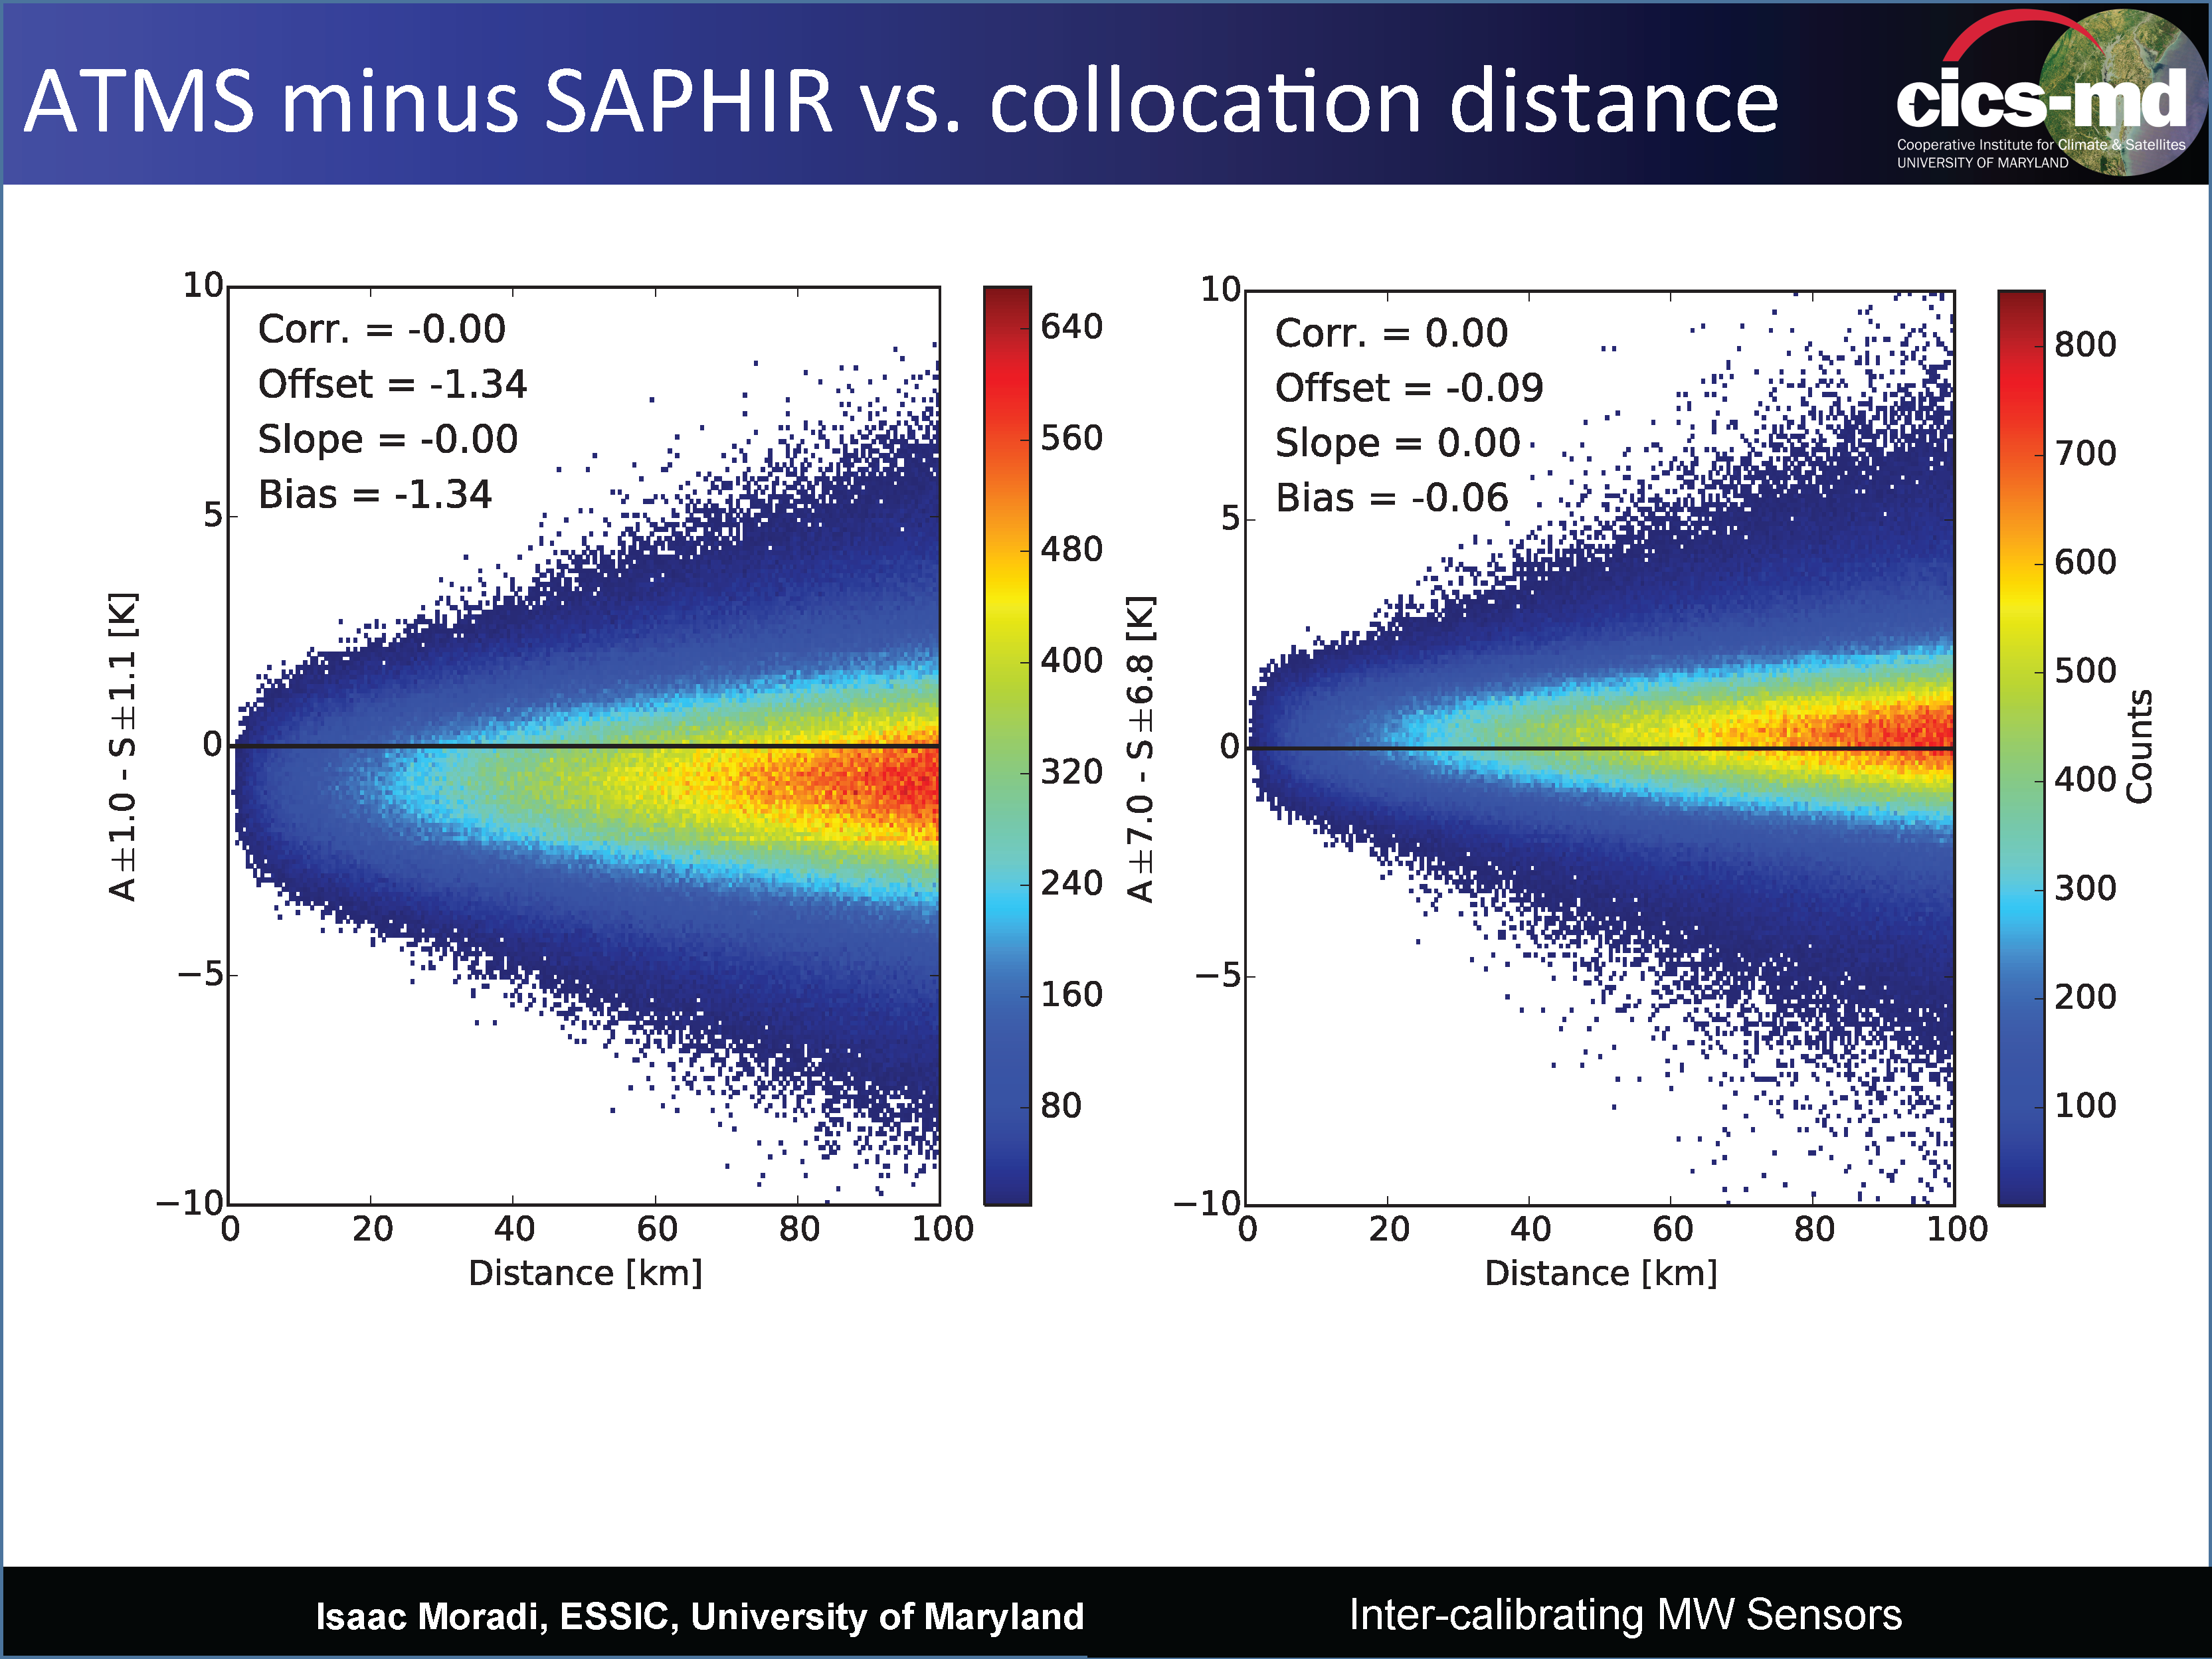 ATMS minus SAPHIR vs. collocation distance
cics-md
Cooperative Institute for Climate & Satellites
UNIVERSITY OF MARYLAND
10
5
0
−5
−10
A±1.0 - S±1.1 [K]
Corr. = -0.00
Offset = -1.34
Slope = -0.00
Bias = -1.34
0 20 40 60 80 100
Distance [km]
640
560
480
400
320
240
160
80
10
5
0
−5
−10
A±7.0 - S±6.8 [K]
Corr. = 0.00
Offset = -0.09
Slope = 0.00
Bias = -0.06
0 20 40 60 80 100
Distance [km]
800
700
600
500
400
300
200
100
Counts
Isaac Moradi, ESSIC, University of Maryland
Inter-calibrating MW Sensors